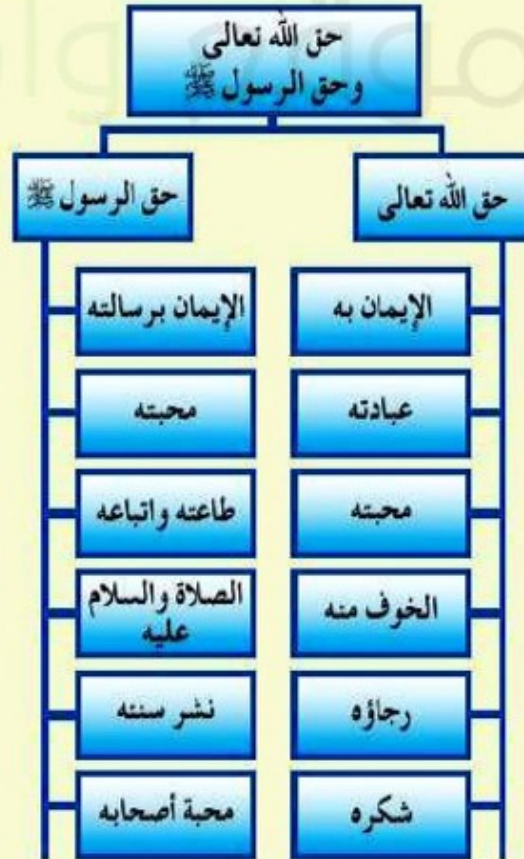 حق الله تعالى
وحق الرسول ﷺ
حق الله تعالى
حق الرسول ﷺ
الإيمان به
الإيمان برسالته
عبادته
محبته
محبته
طاعته واتباعه
الخوف منه
الصلاة والسلام
عليه
رجاؤه
نشر سنته
شكره
محبة أصحابه